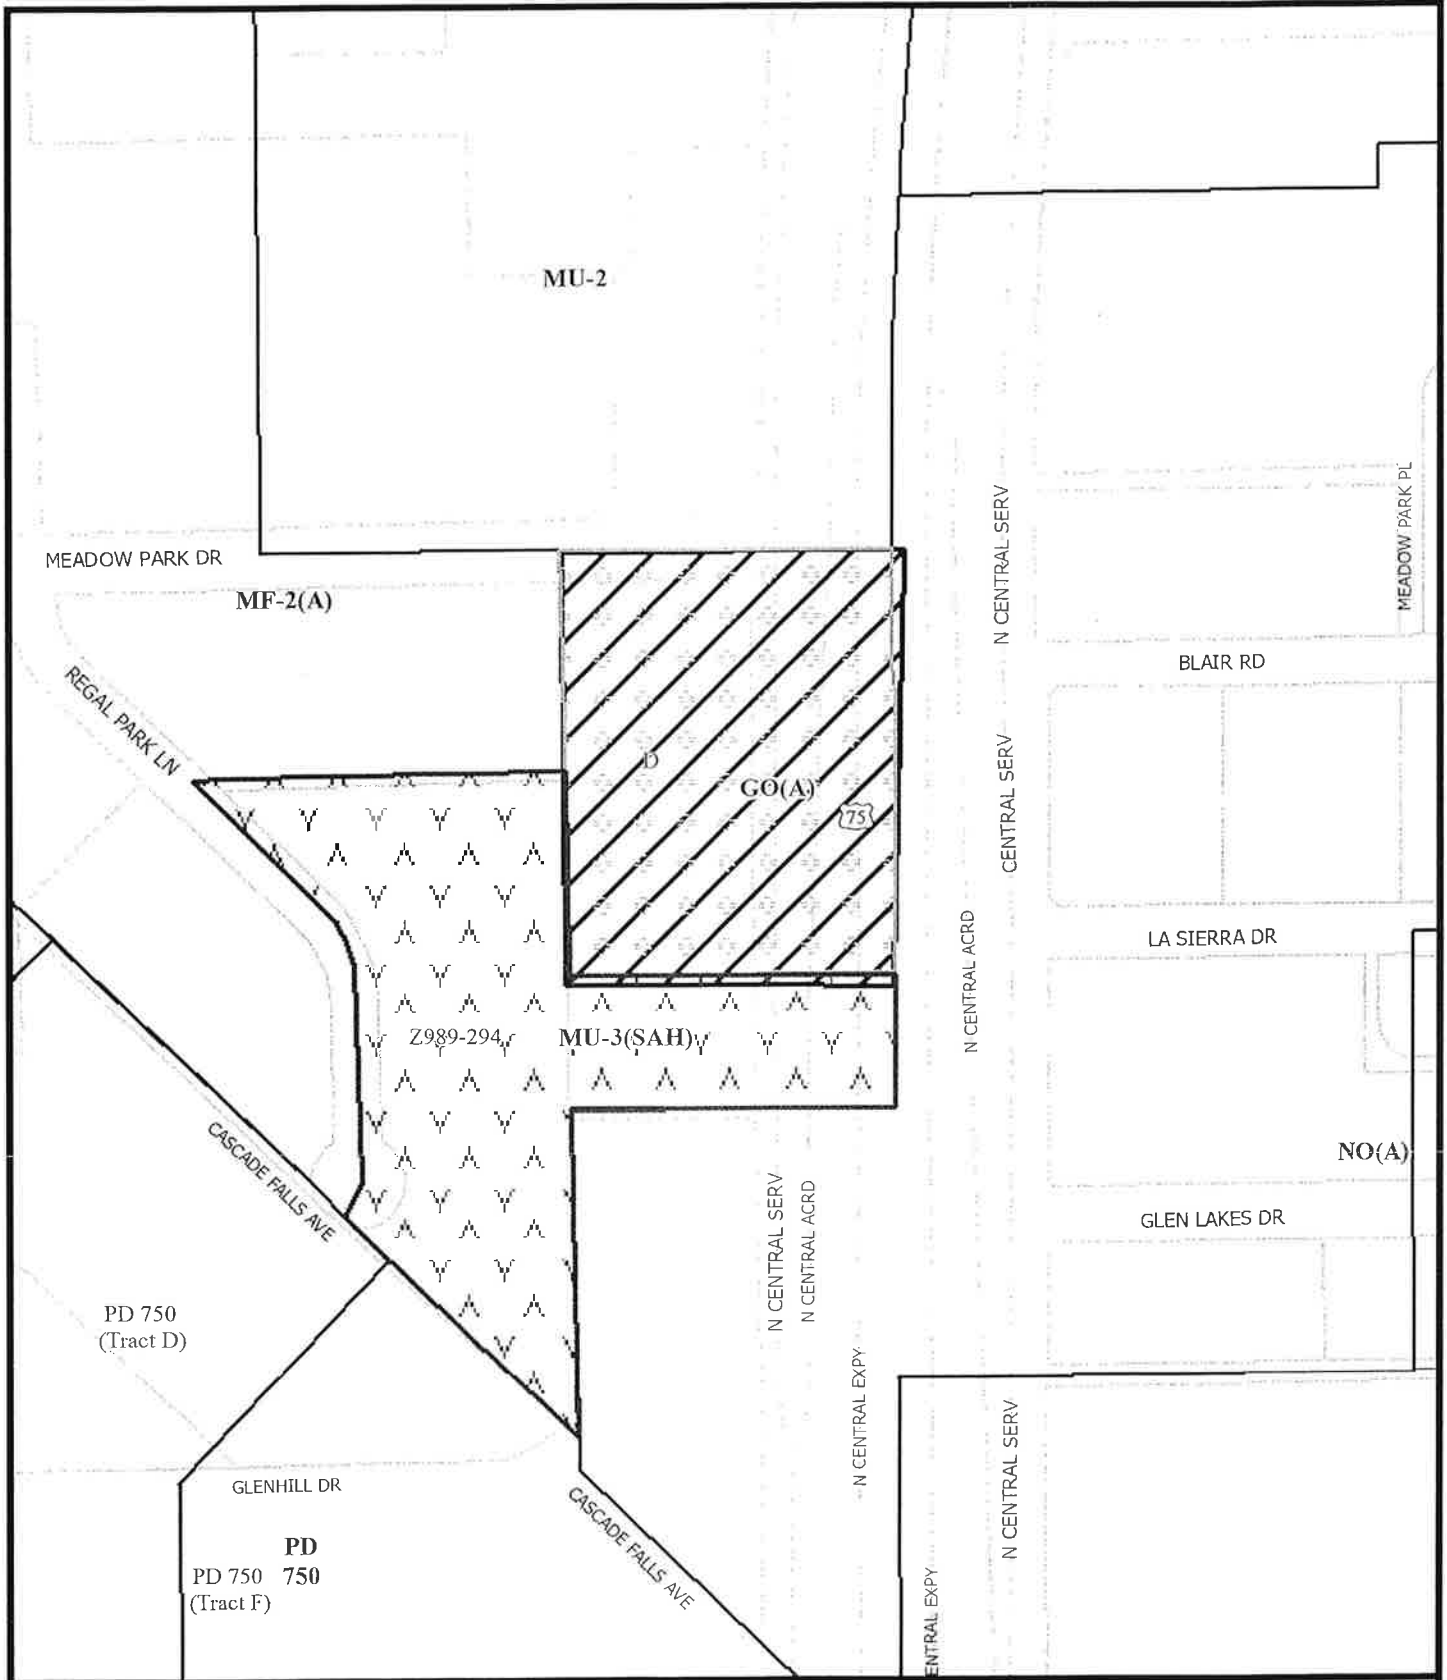 MU-2
MEADOW PARK DR
MF-2(A)
REGAL PARK LN
N CENTRAL SERV
MEADOW PARK PL
BLAIR RD
D
GO(A)
75
CENTRAL SERV
N CENTRAL ACRD
LA SIERRA DR
Z989-294
MU-3(SAH)
CASCADE FALLS AVE
NO(A)
N CENTRAL SERV
N CENTRAL ACRD
GLEN LAKES DR
PD 750
(Tract D)
N CENTRAL EXPY
N CENTRAL SERV
GLENHILL DR
CASCADE FALLS AVE
PD
750
PD 750
(Tract F)
ENTRAL EXPY